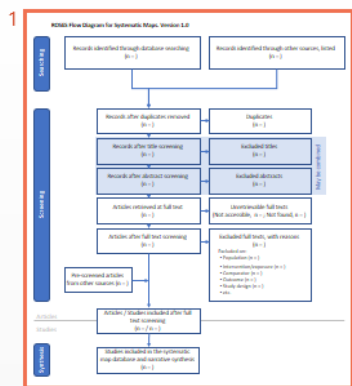 1
ROSES Flow Diagram for Systematic Maps. Version 1.0
Searching
Records identified through database searching
(n = )
Records identified through other sources, listed
(n = )
Screening
Records after duplicates removed
(n = )
Duplicates
(n = )
Records after title screening
(n = )
Excluded titles
(n = )
May be combined
Records after abstract screening
(n = )
Excluded abstracts
(n = )
Articles retrieved at full text
(n = )
Unretrievable full texts
(Not accessible, n = ; Not found, n = )
Articles after full text screening
(n = )
Excluded full texts, with reasons
(n = )
Excluded on:
• Population (n = )
• Intervention/exposure (n = )
• Comparator (n = )
• Outcome (n = )
• Study design (n = )
• etc.
Pre-screened articles
from other sources (n = )
Articles
Studies
Articles / Studies included after full
text screening
(n = / n = )
Synthesis
Studies included in the systematic
map database and narrative synthesis
(n = )